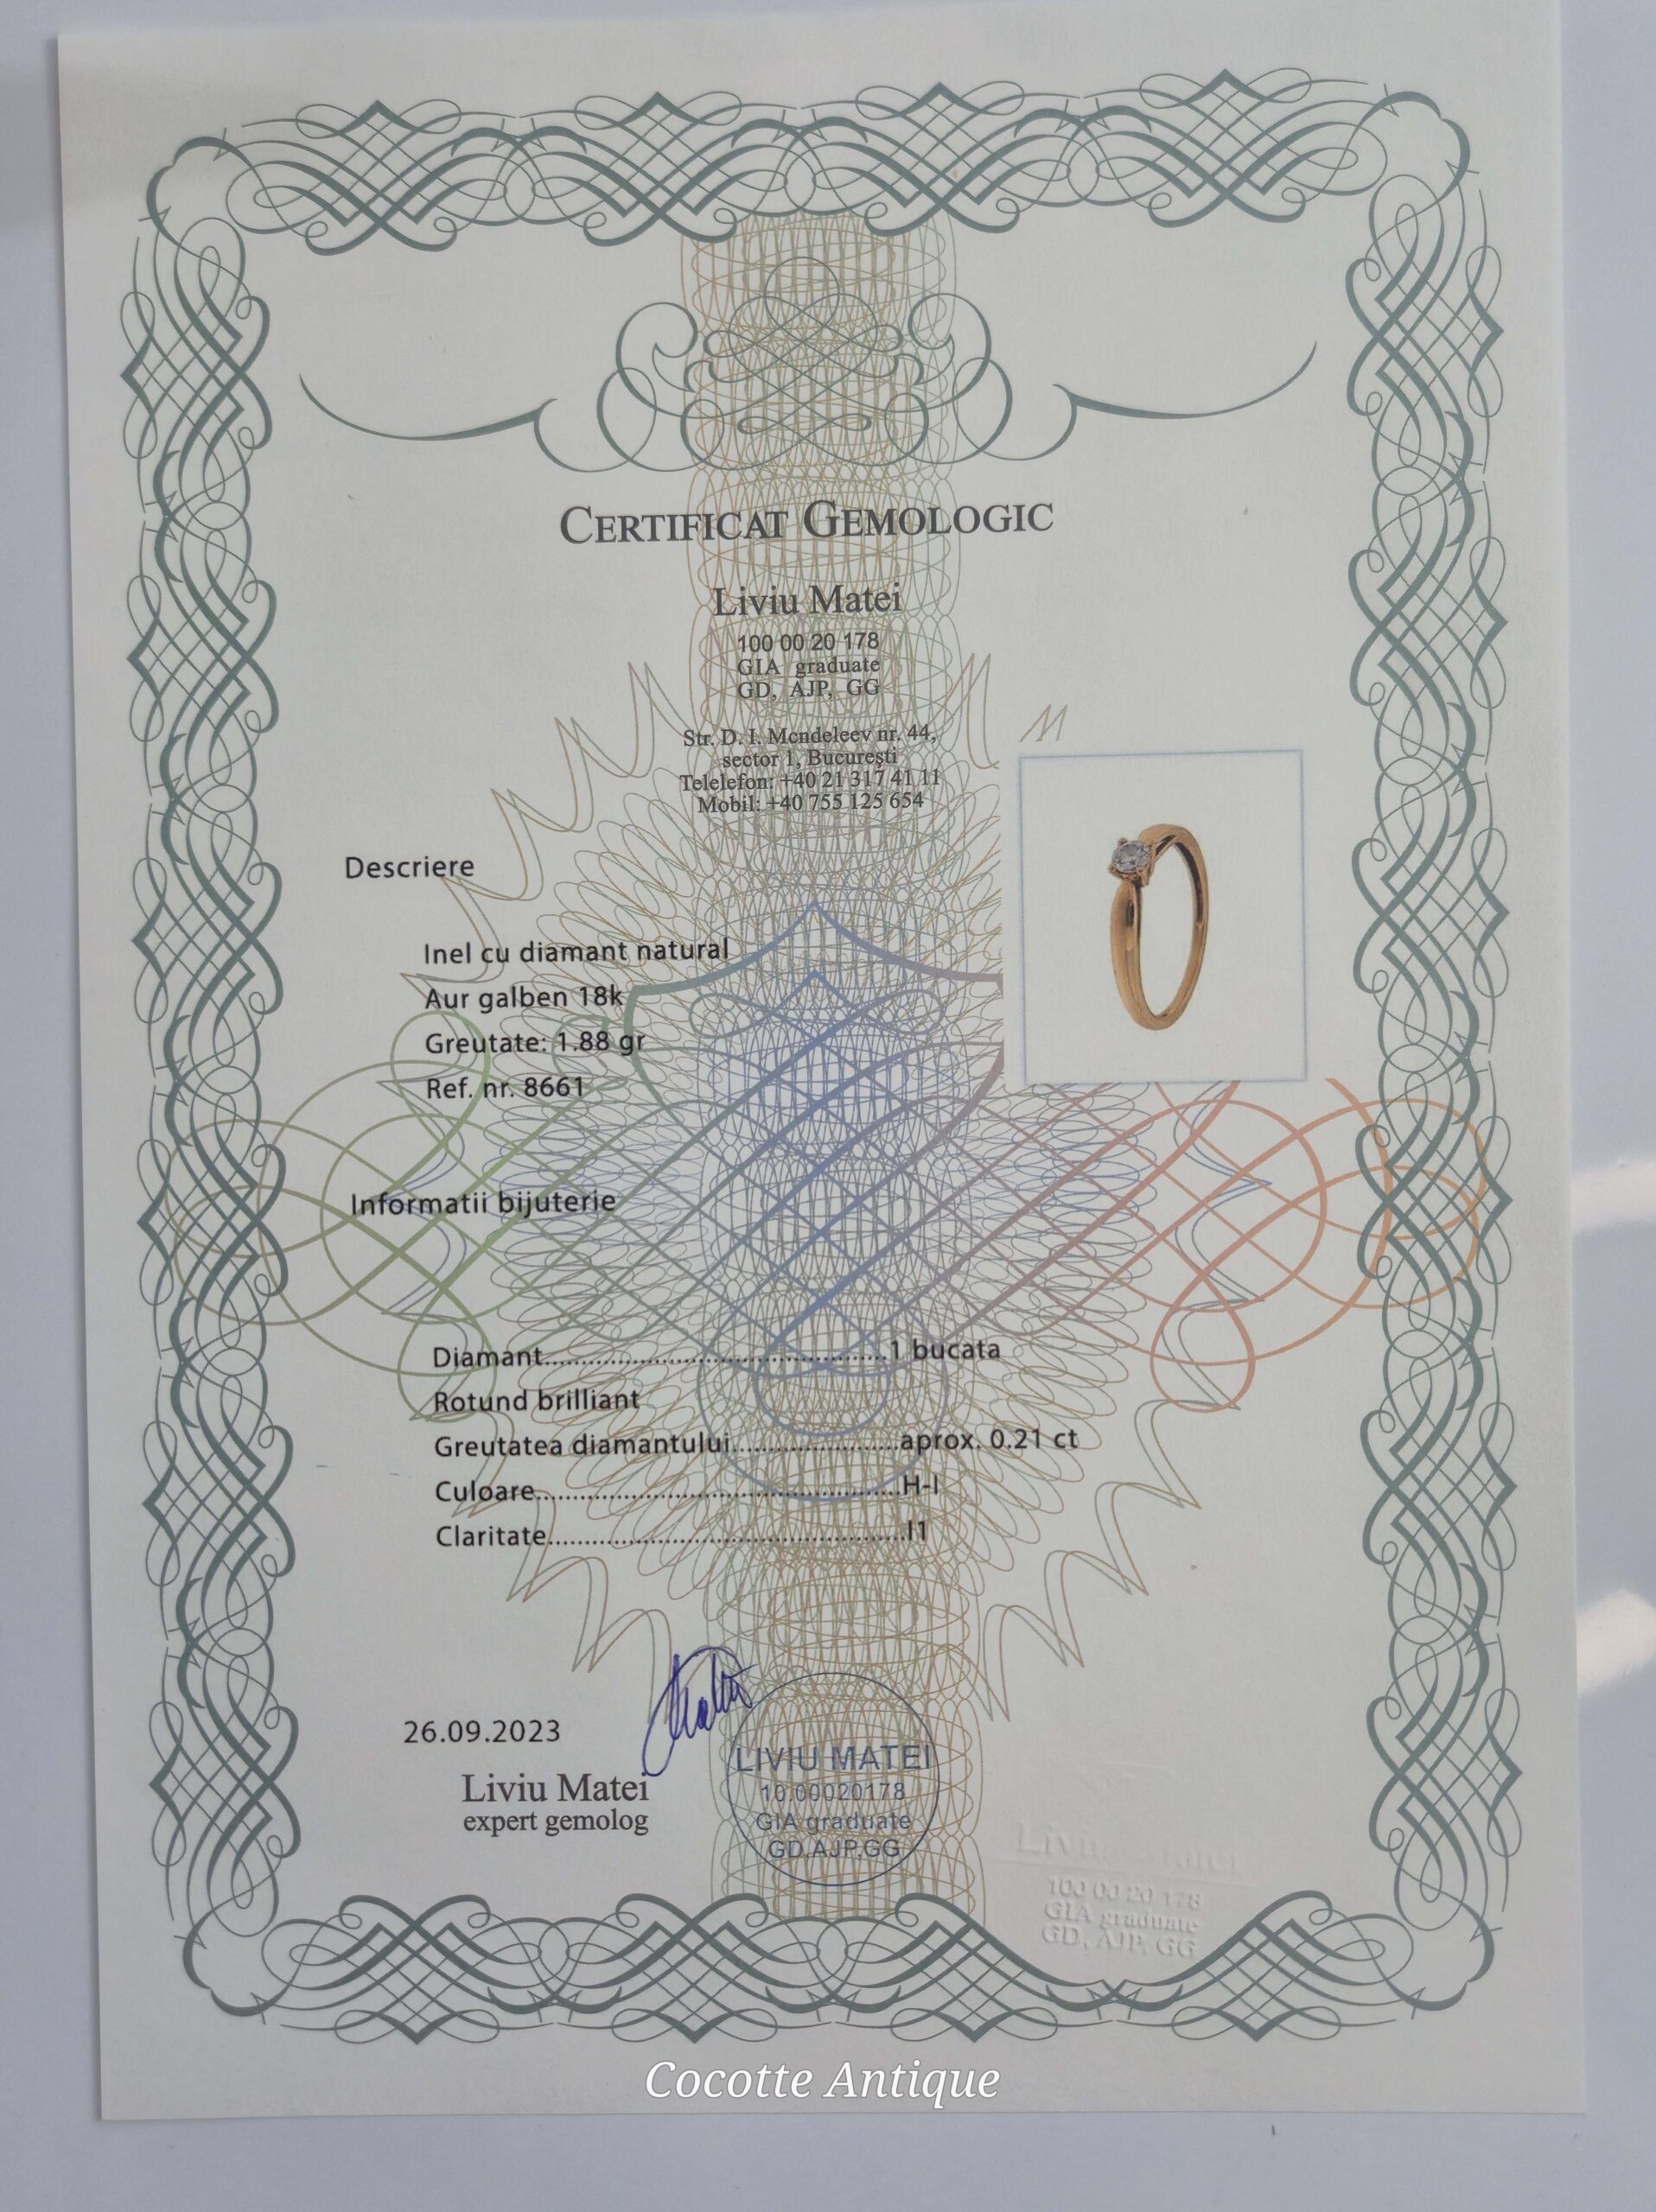 CERTIFICAT GEMOLOGIC
Liviu Matei
100 00 20 178
GIA graduate
GD, AJP, GG
Str. D. I. Mendeleev nr. 44,
sector 1, Bucureşti
Telelefon: +40 21 317 41 11
Mobil: +40 755 125 654
Descriere
Inel cu diamant natural
Aur galben 18k
Greutate: 1.88 gr
Ref. nr. 8661
Informatii bijuterie
Diamant............................................1 bucata
Rotund brilliant
Greutatea diamantului......................aprox. 0.21 ct
Culoare...............................................H-I
Claritate..............................................I1
26.09.2023
Liviu Matei
expert gemolog
LIVIU MATEI
10.00020178
GIA graduate
GD,AJP,GG
Liviu Matei
100 00 20 178
GIA graduate
GD, AJP, GG
Cocotte Antique